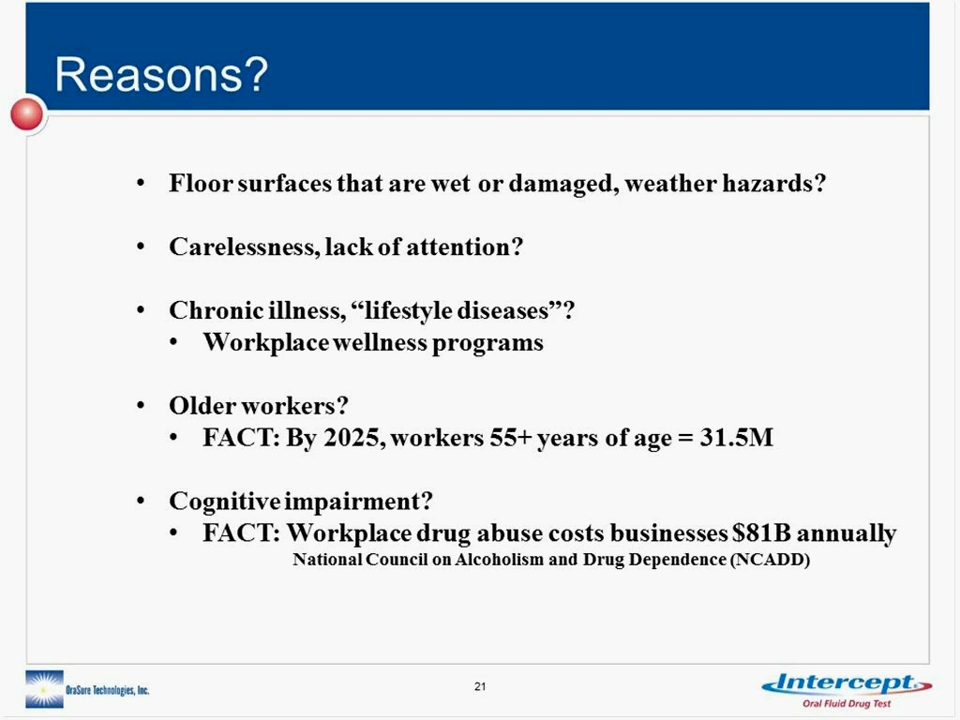 Reasons?
• Floor surfaces that are wet or damaged, weather hazards?
• Carelessness, lack of attention?
• Chronic illness, “lifestyle diseases”?
• Workplace wellness programs
• Older workers?
• FACT: By 2025, workers 55+ years of age = 31.5M
• Cognitive impairment?
• FACT: Workplace drug abuse costs businesses $81B annually
National Council on Alcoholism and Drug Dependence (NCADD)
OraSure Technologies, Inc.
21
Intercept®
Oral Fluid Drug Test